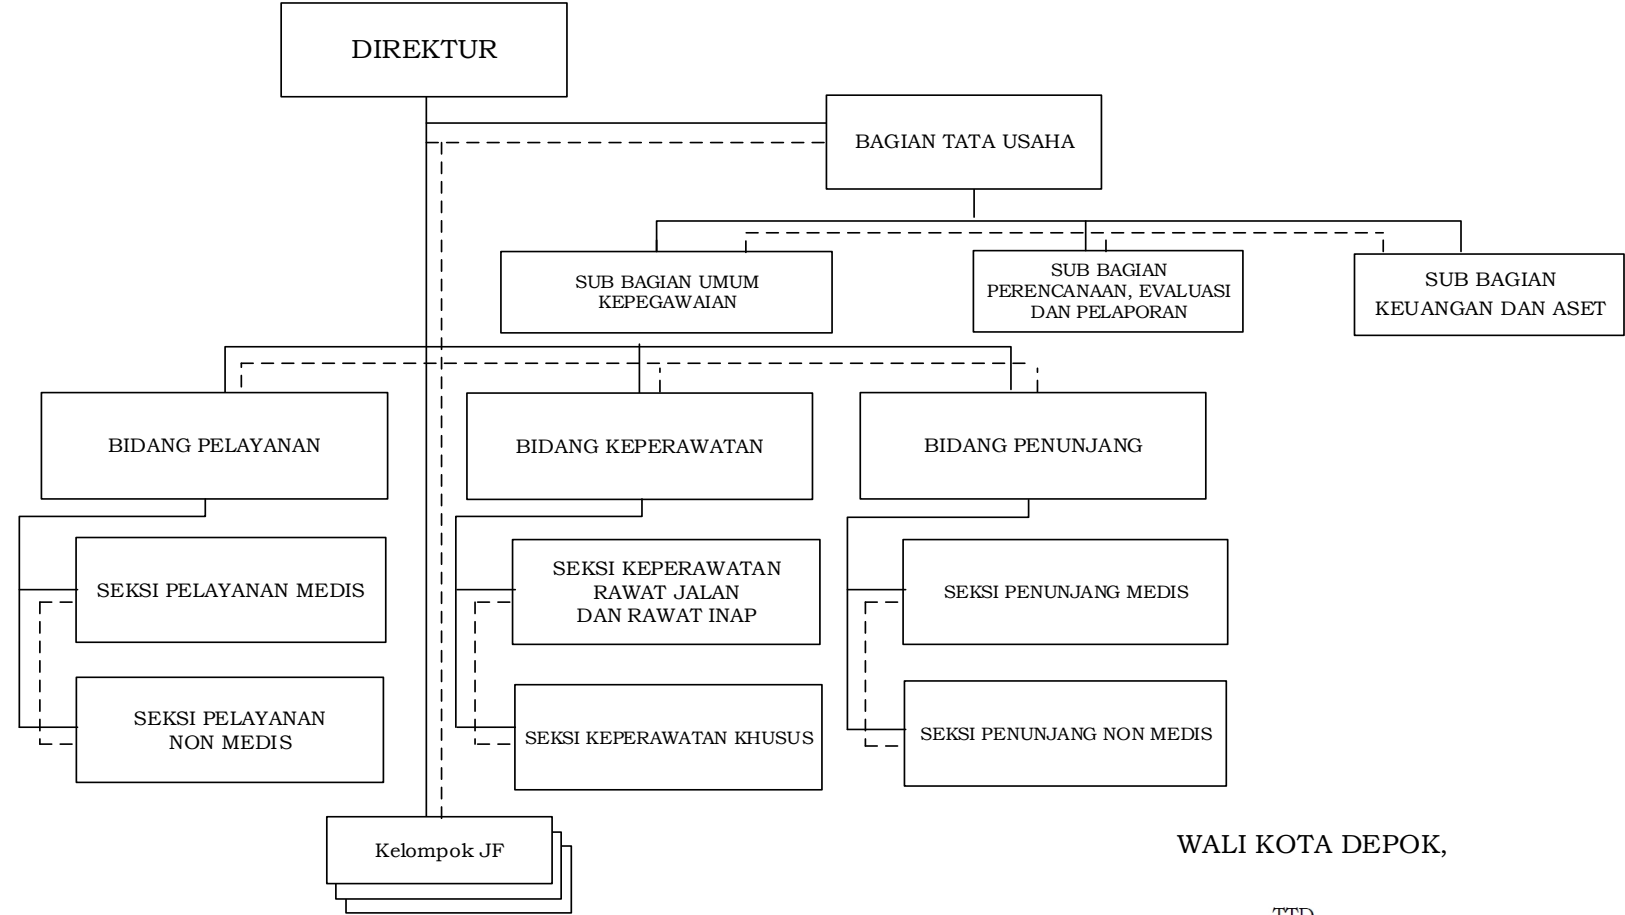 DIREKTUR
BAGIAN TATA USAHA
SUB BAGIAN UMUM
KEPEGAWAIAN
SUB BAGIAN
PERENCANAAN, EVALUASI
DAN PELAPORAN
SUB BAGIAN
KEUANGAN DAN ASET
BIDANG PELAYANAN
BIDANG KEPERAWATAN
BIDANG PENUNJANG
SEKSI PELAYANAN MEDIS
SEKSI KEPERAWATAN
RAWAT JALAN
DAN RAWAT INAP
SEKSI PENUNJANG MEDIS
SEKSI PELAYANAN
NON MEDIS
SEKSI KEPERAWATAN KHUSUS
SEKSI PENUNJANG NON MEDIS
Kelompok JF
WALI KOTA DEPOK,
TTD